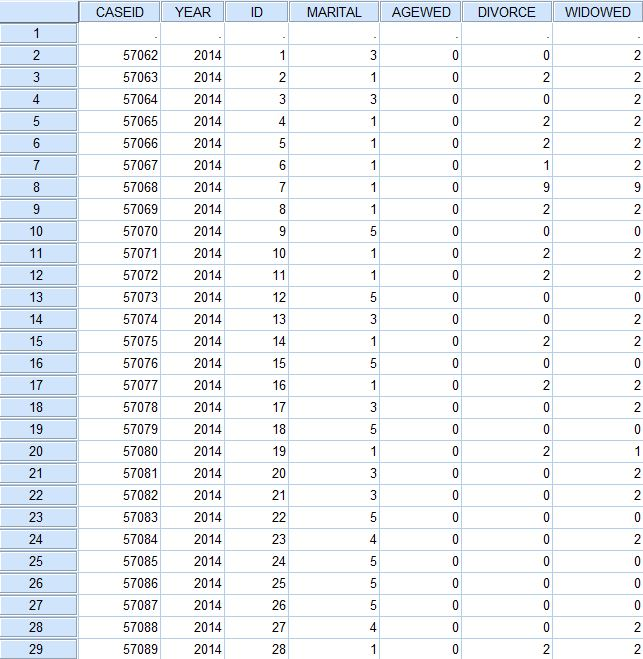 CASEID YEAR ID MARITAL AGEWED DIVORCE WIDOWED
1 . . . . . . .
2 57062 2014 1 3 0 0 2
3 57063 2014 2 1 0 2 2
4 57064 2014 3 3 0 0 2
5 57065 2014 4 1 0 2 2
6 57066 2014 5 1 0 2 2
7 57067 2014 6 1 0 1 2
8 57068 2014 7 1 0 9 9
9 57069 2014 8 1 0 2 2
10 57070 2014 9 5 0 0 0
11 57071 2014 10 1 0 2 2
12 57072 2014 11 1 0 2 2
13 57073 2014 12 5 0 0 0
14 57074 2014 13 3 0 0 2
15 57075 2014 14 1 0 2 2
16 57076 2014 15 5 0 0 0
17 57077 2014 16 1 0 2 2
18 57078 2014 17 3 0 0 2
19 57079 2014 18 5 0 0 0
20 57080 2014 19 1 0 2 1
21 57081 2014 20 3 0 0 2
22 57082 2014 21 3 0 0 2
23 57083 2014 22 5 0 0 0
24 57084 2014 23 4 0 0 2
25 57085 2014 24 5 0 0 0
26 57086 2014 25 5 0 0 0
27 57087 2014 26 5 0 0 0
28 57088 2014 27 4 0 0 2
29 57089 2014 28 1 0 2 2